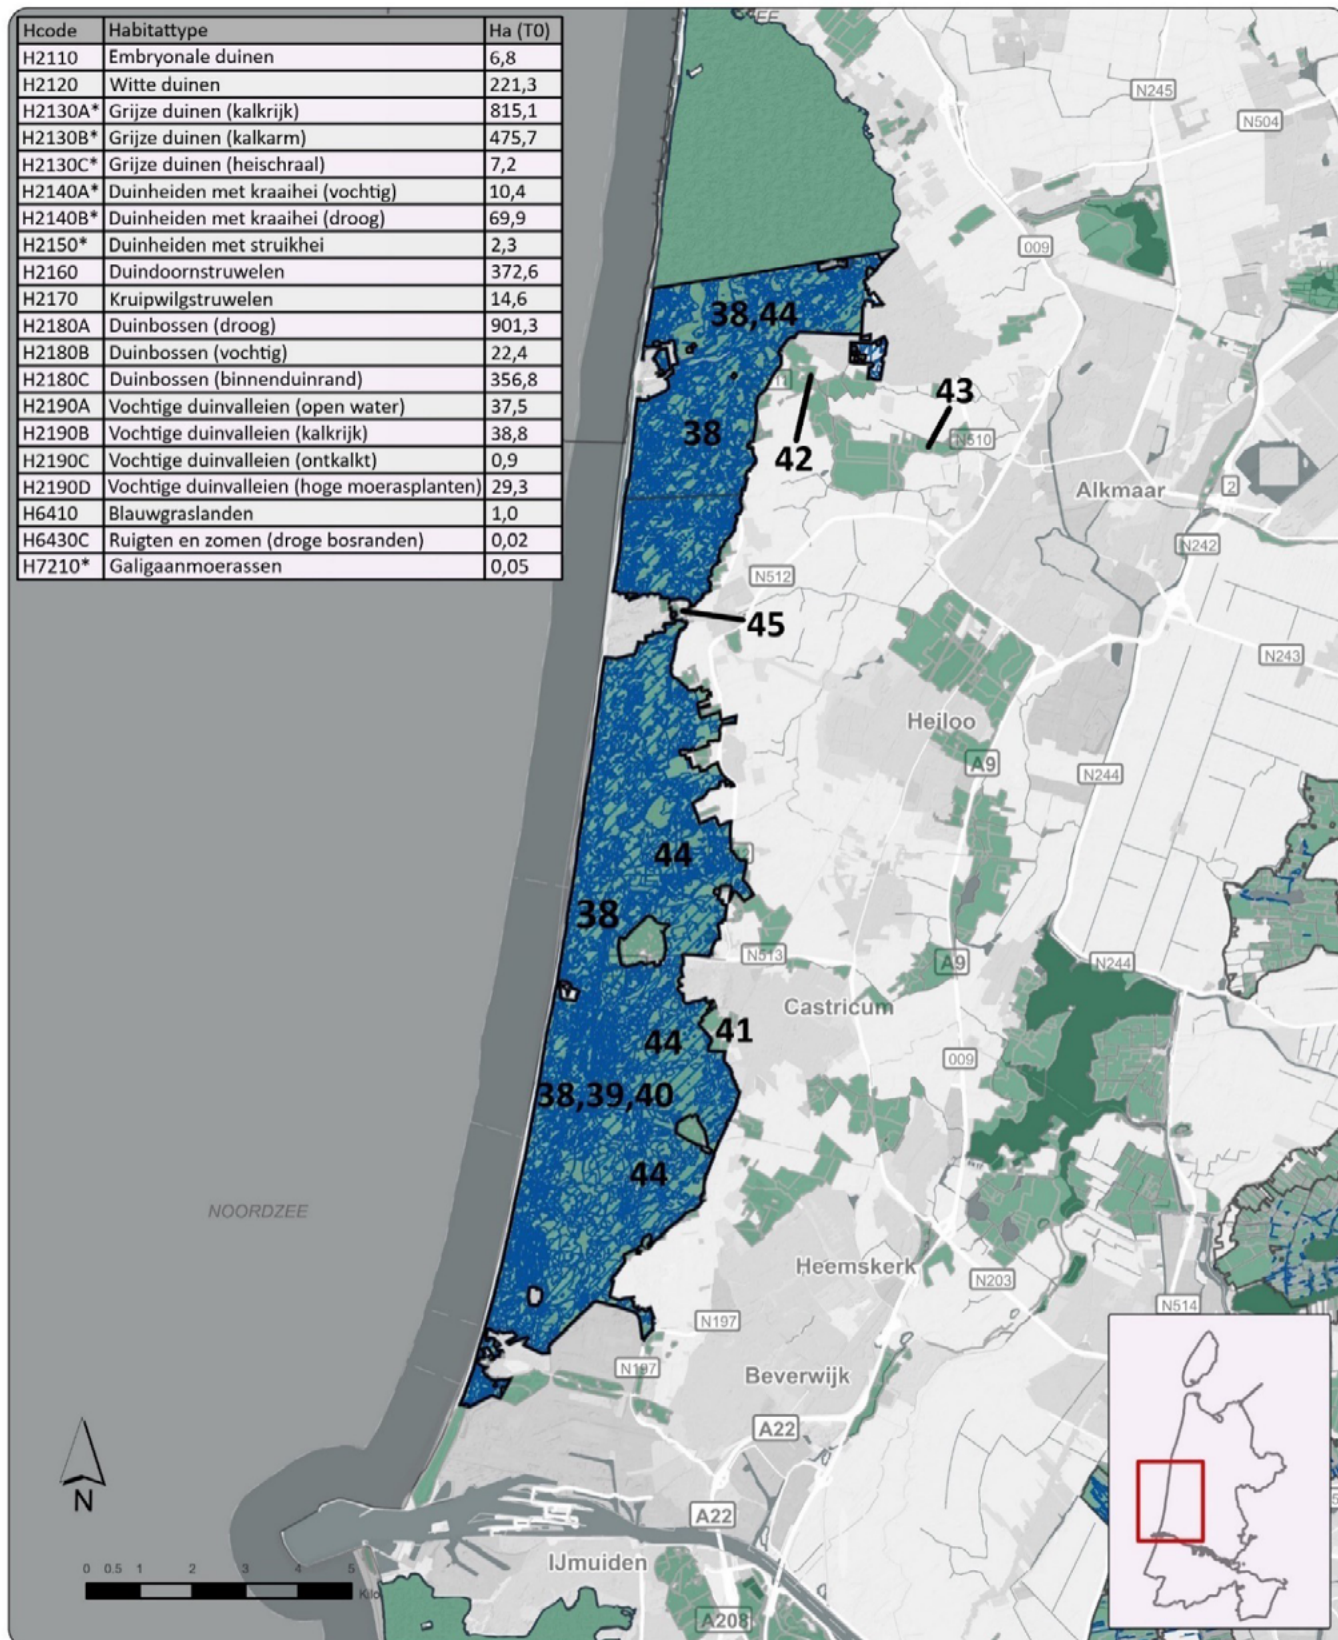 Hcode Habitattype Ha (T0)
H2110 Embryonale duinen 6,8
H2120 Witte duinen 221,3
H2130A* Grijze duinen (kalkrijk) 815,1
H2130B* Grijze duinen (kalkarm) 475,7
H2130C* Grijze duinen (heischraal) 7,2
H2140A* Duinheiden met kraaihei (vochtig) 10,4
H2140B* Duinheiden met kraaihei (droog) 69,9
H2150* Duinheiden met struikhei 2,3
H2160 Duindoornstruwelen 372,6
H2170 Kruipwilgstruwelen 14,6
H2180A Duinbossen (droog) 901,3
H2180B Duinbossen (vochtig) 22,4
H2180C Duinbossen (binnenduinrand) 356,8
H2190A Vochtige duinvalleien (open water) 37,5
H2190B Vochtige duinvalleien (kalkrijk) 38,8
H2190C Vochtige duinvalleien (ontkalkt) 0,9
H2190D Vochtige duinvalleien (hoge moerasplanten) 29,3
H6410 Blauwgraslanden 1,0
H6430C Ruigten en zomen (droge bosranden) 0,02
H7210* Galigaanmoerassen 0,05
N245
N504
009
38,44
43
38
42
N510
Alkmaar
2
N242
N512
45
N243
Heiloo
A9
N244
44
38
N513
A9
N244
Castricum
44
41
009
38,39,40
44
NOORDZEE
Heemskerk
N203
N514
N197
N197
Beverwijk
A22
N
A22
IJmuiden
0 0.5 1 2 3 4 5
Kilo
A208